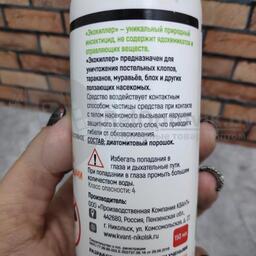 «Экокиллер» – уникальный природный
инсектицид, не содержит ядохимикатов и
отравляющих веществ.
«Экокиллер» предназначен для
уничтожения постельных клопов,
тараканов, муравьёв, блох и других
ползающих насекомых.
Средство воздействует контактным
способом: частицы средства при контакте
с телом насекомого вызывают нарушение
защитного воскового слоя, что приводит к
гибели от обезвоживания.
Состав: диатомитовый порошок.
Избегать попадания в
глаза и дыхательные пути.
При попадании в глаза промыть большим
количеством воды.
Класс опасности: 4
Производитель:
ООО «Производственная Компания КВАНТ»
442680, Россия, Пензенская обл.,
г. Никольск, ул. Комсомольская, д.
www.kvant-nikolsk.ru